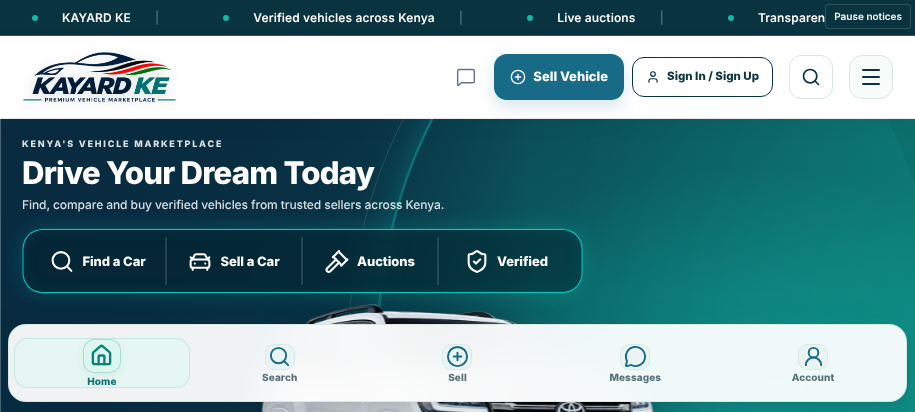 KAYARD KE
Verified vehicles across Kenya
Live auctions
Transparen
Pause notices
KAYARD KE
PREMIUM VEHICLE MARKETPLACE
Sell Vehicle
Sign In / Sign Up
KENYA'S VEHICLE MARKETPLACE
Drive Your Dream Today
Find, compare and buy verified vehicles from trusted sellers across Kenya.
Find a Car
Sell a Car
Auctions
Verified
Home
Search
Sell
Messages
Account